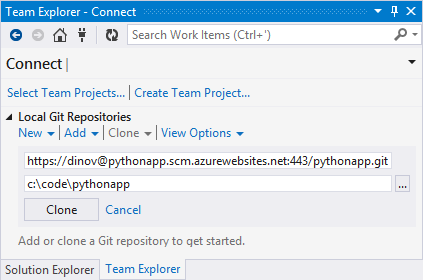 Team Explorer - Connect
Search Work Items (Ctrl+')
Connect |
Select Team Projects... | Create Team Project...
Local Git Repositories
New | Add | Clone | View Options
https://dinov@pythonapp.scm.azurewebsites.net:443/pythonapp.git
c:\code\pythonapp
...
Clone Cancel
Add or clone a Git repository to get started.
Solution Explorer Team Explorer